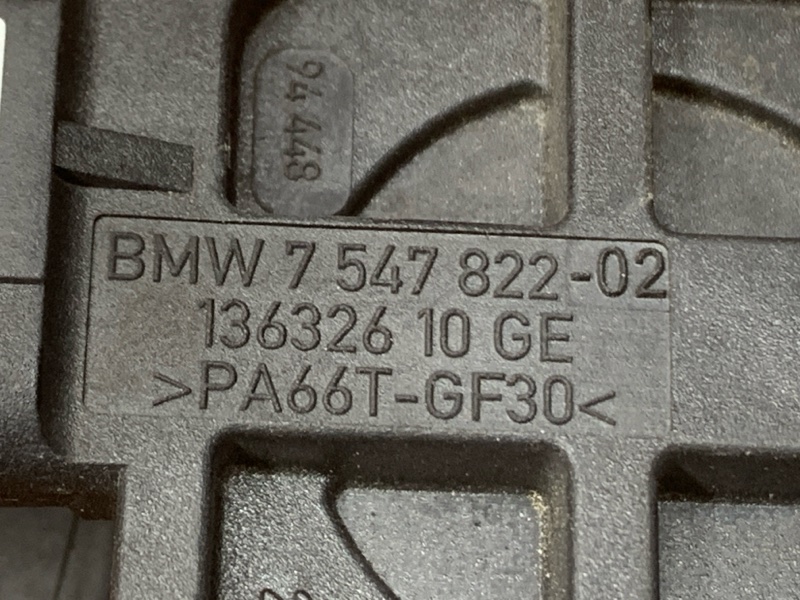 94 448
BMW 7 547 822-02
136326 10 GE
>PA66T-GF30<